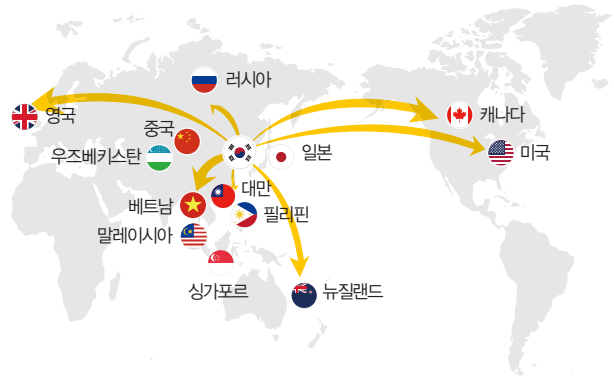 러시아
영국
캐나다
중국
우즈베키스탄
일본
미국
대만
베트남
필리핀
말레이시아
싱가포르
뉴질랜드